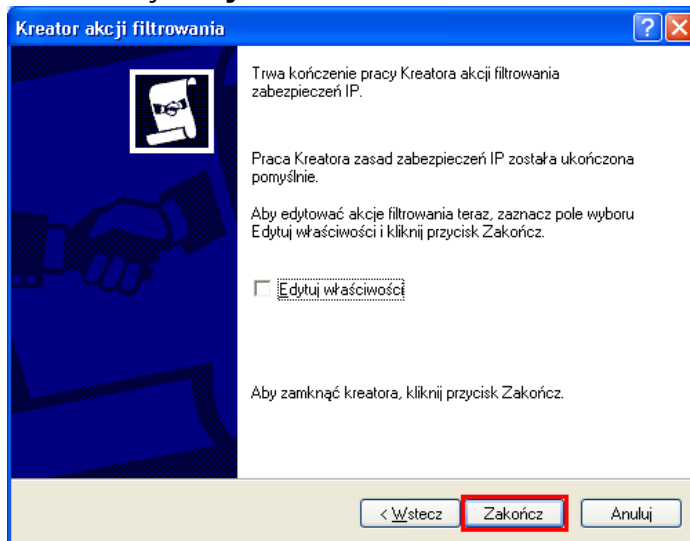 Kreator akcji filtrowania
Trwa kończenie pracy Kreatora akcji filtrowania
zabezpieczeń IP.
Praca Kreatora zasad zabezpieczeń IP została ukończona
pomyślnie.
Aby edytować akcje filtrowania teraz, zaznacz pole wyboru
Edytuj właściwości i kliknij przycisk Zakończ.
Edytuj właściwości
Aby zamknąć kreatora, kliknij przycisk Zakończ.
< Wstecz Zakończ Anuluj